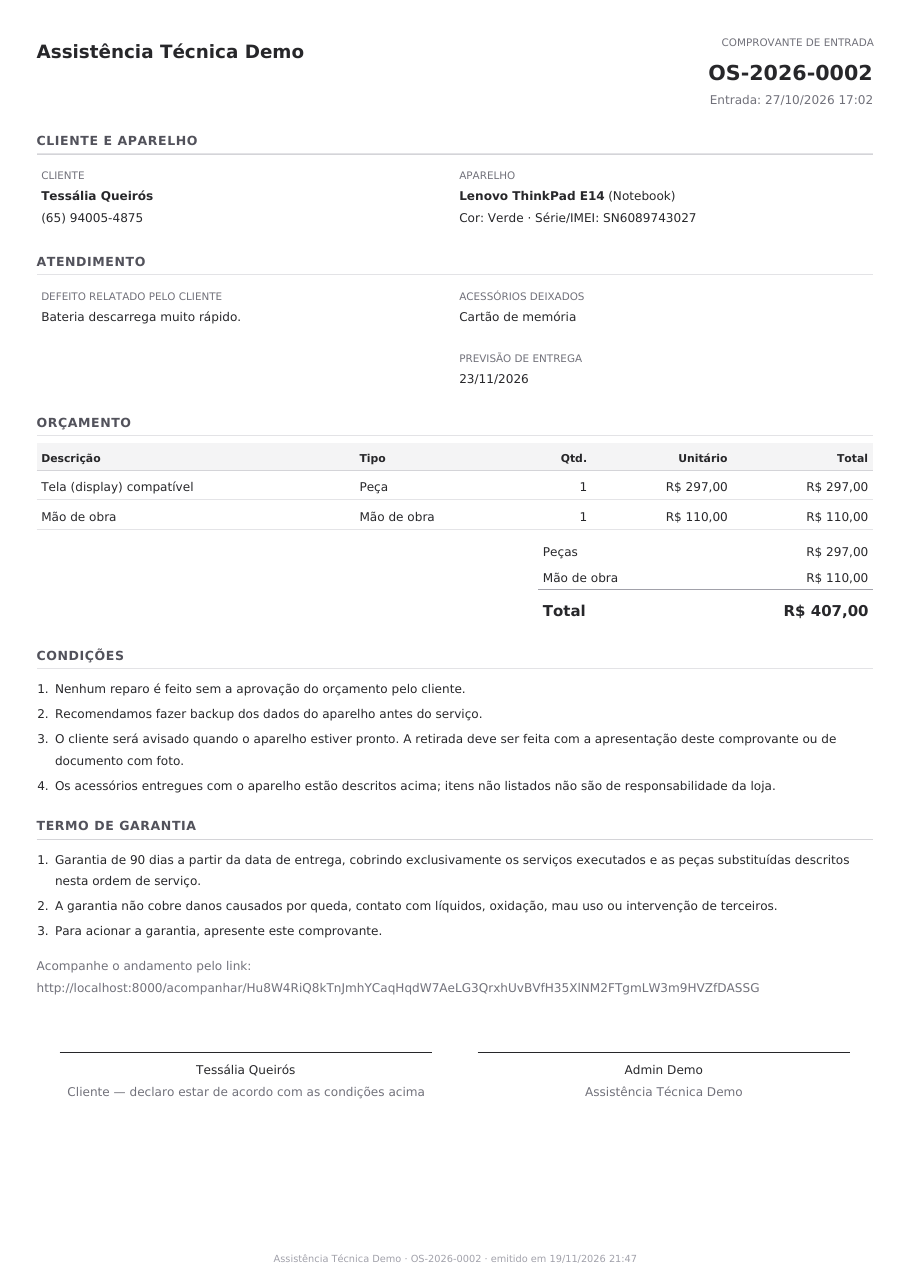 Assistência Técnica Demo
COMPROVANTE DE ENTRADA
OS-2026-0002
Entrada: 27/10/2026 17:02
CLIENTE E APARELHO
CLIENTE
Tessália Queirós
(65) 94005-4875
APARELHO
Lenovo ThinkPad E14 (Notebook)
Cor: Verde · Série/IMEI: SN6089743027
ATENDIMENTO
DEFEITO RELATADO PELO CLIENTE
Bateria descarrega muito rápido.
ACESSÓRIOS DEIXADOS
Cartão de memória
PREVISÃO DE ENTREGA
23/11/2026
ORÇAMENTO
Descrição Tipo Qtd. Unitário Total
Tela (display) compatível Peça 1 R$ 297,00 R$ 297,00
Mão de obra Mão de obra 1 R$ 110,00 R$ 110,00
Peças R$ 297,00
Mão de obra R$ 110,00
Total R$ 407,00
CONDIÇÕES
1. Nenhum reparo é feito sem a aprovação do orçamento pelo cliente.
2. Recomendamos fazer backup dos dados do aparelho antes do serviço.
3. O cliente será avisado quando o aparelho estiver pronto. A retirada deve ser feita com a apresentação deste comprovante ou de
documento com foto.
4. Os acessórios entregues com o aparelho estão descritos acima; itens não listados não são de responsabilidade da loja.
TERMO DE GARANTIA
1. Garantia de 90 dias a partir da data de entrega, cobrindo exclusivamente os serviços executados e as peças substituídas descritos
nesta ordem de serviço.
2. A garantia não cobre danos causados por queda, contato com líquidos, oxidação, mau uso ou intervenção de terceiros.
3. Para acionar a garantia, apresente este comprovante.
Acompanhe o andamento pelo link:
http://localhost:8000/acompanhar/Hu8W4RiQ8kTnJmhYCaqHqdW7AeLG3QrxhUvBVfH35XlNM2FTgmLW3m9HVZfDASSG
Tessália Queirós
Cliente — declaro estar de acordo com as condições acima
Admin Demo
Assistência Técnica Demo
Assistência Técnica Demo · OS-2026-0002 · emitido em 19/11/2026 21:47